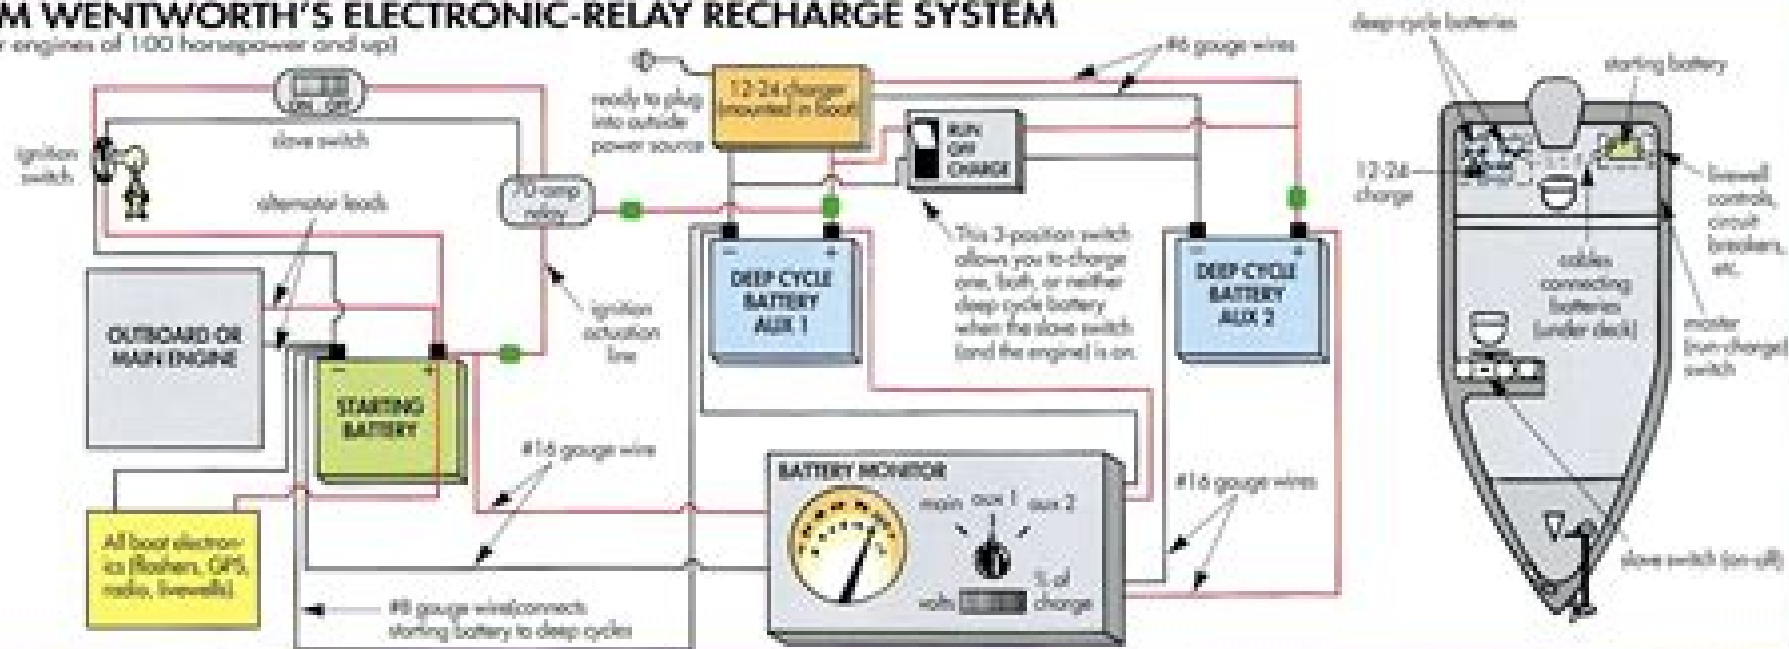 M WENTWORTH'S ELECTRONIC-RELAY RECHARGE SYSTEM
r engines of 100 horsepower and up)
ON OFF
slave switch
ignition
switch
alternator leads
70-amp
relay
ignition
actuation
line
OUTBOARD OR
MAIN ENGINE
-
+
STARTING
BATTERY
All boat electron-
ics (flashers, GPS,
radio, livewells).
#16 gauge wire
#8 gauge wire(connects
starting battery to deep cycles
ready to plug
into outside
power source
12-24 charger
(mounted in boat)
#6 gauge wires
RUN
OFF
CHARGE
This 3-position switch
allows you to charge
one, both, or neither
deep cycle battery
when the slave switch
(and the engine) is on.
-
+
DEEP CYCLE
BATTERY
AUX 1
-
+
DEEP CYCLE
BATTERY
AUX 2
BATTERY MONITOR
main
aux 1
aux 2
volts
% of
charge
#16 gauge wires
deep-cycle batteries
starting battery
12-24
charge
livewell
controls,
circuit
breakers,
etc.
cables
connecting
batteries
(under deck)
master
(run-charge)
switch
slave switch (on-off)